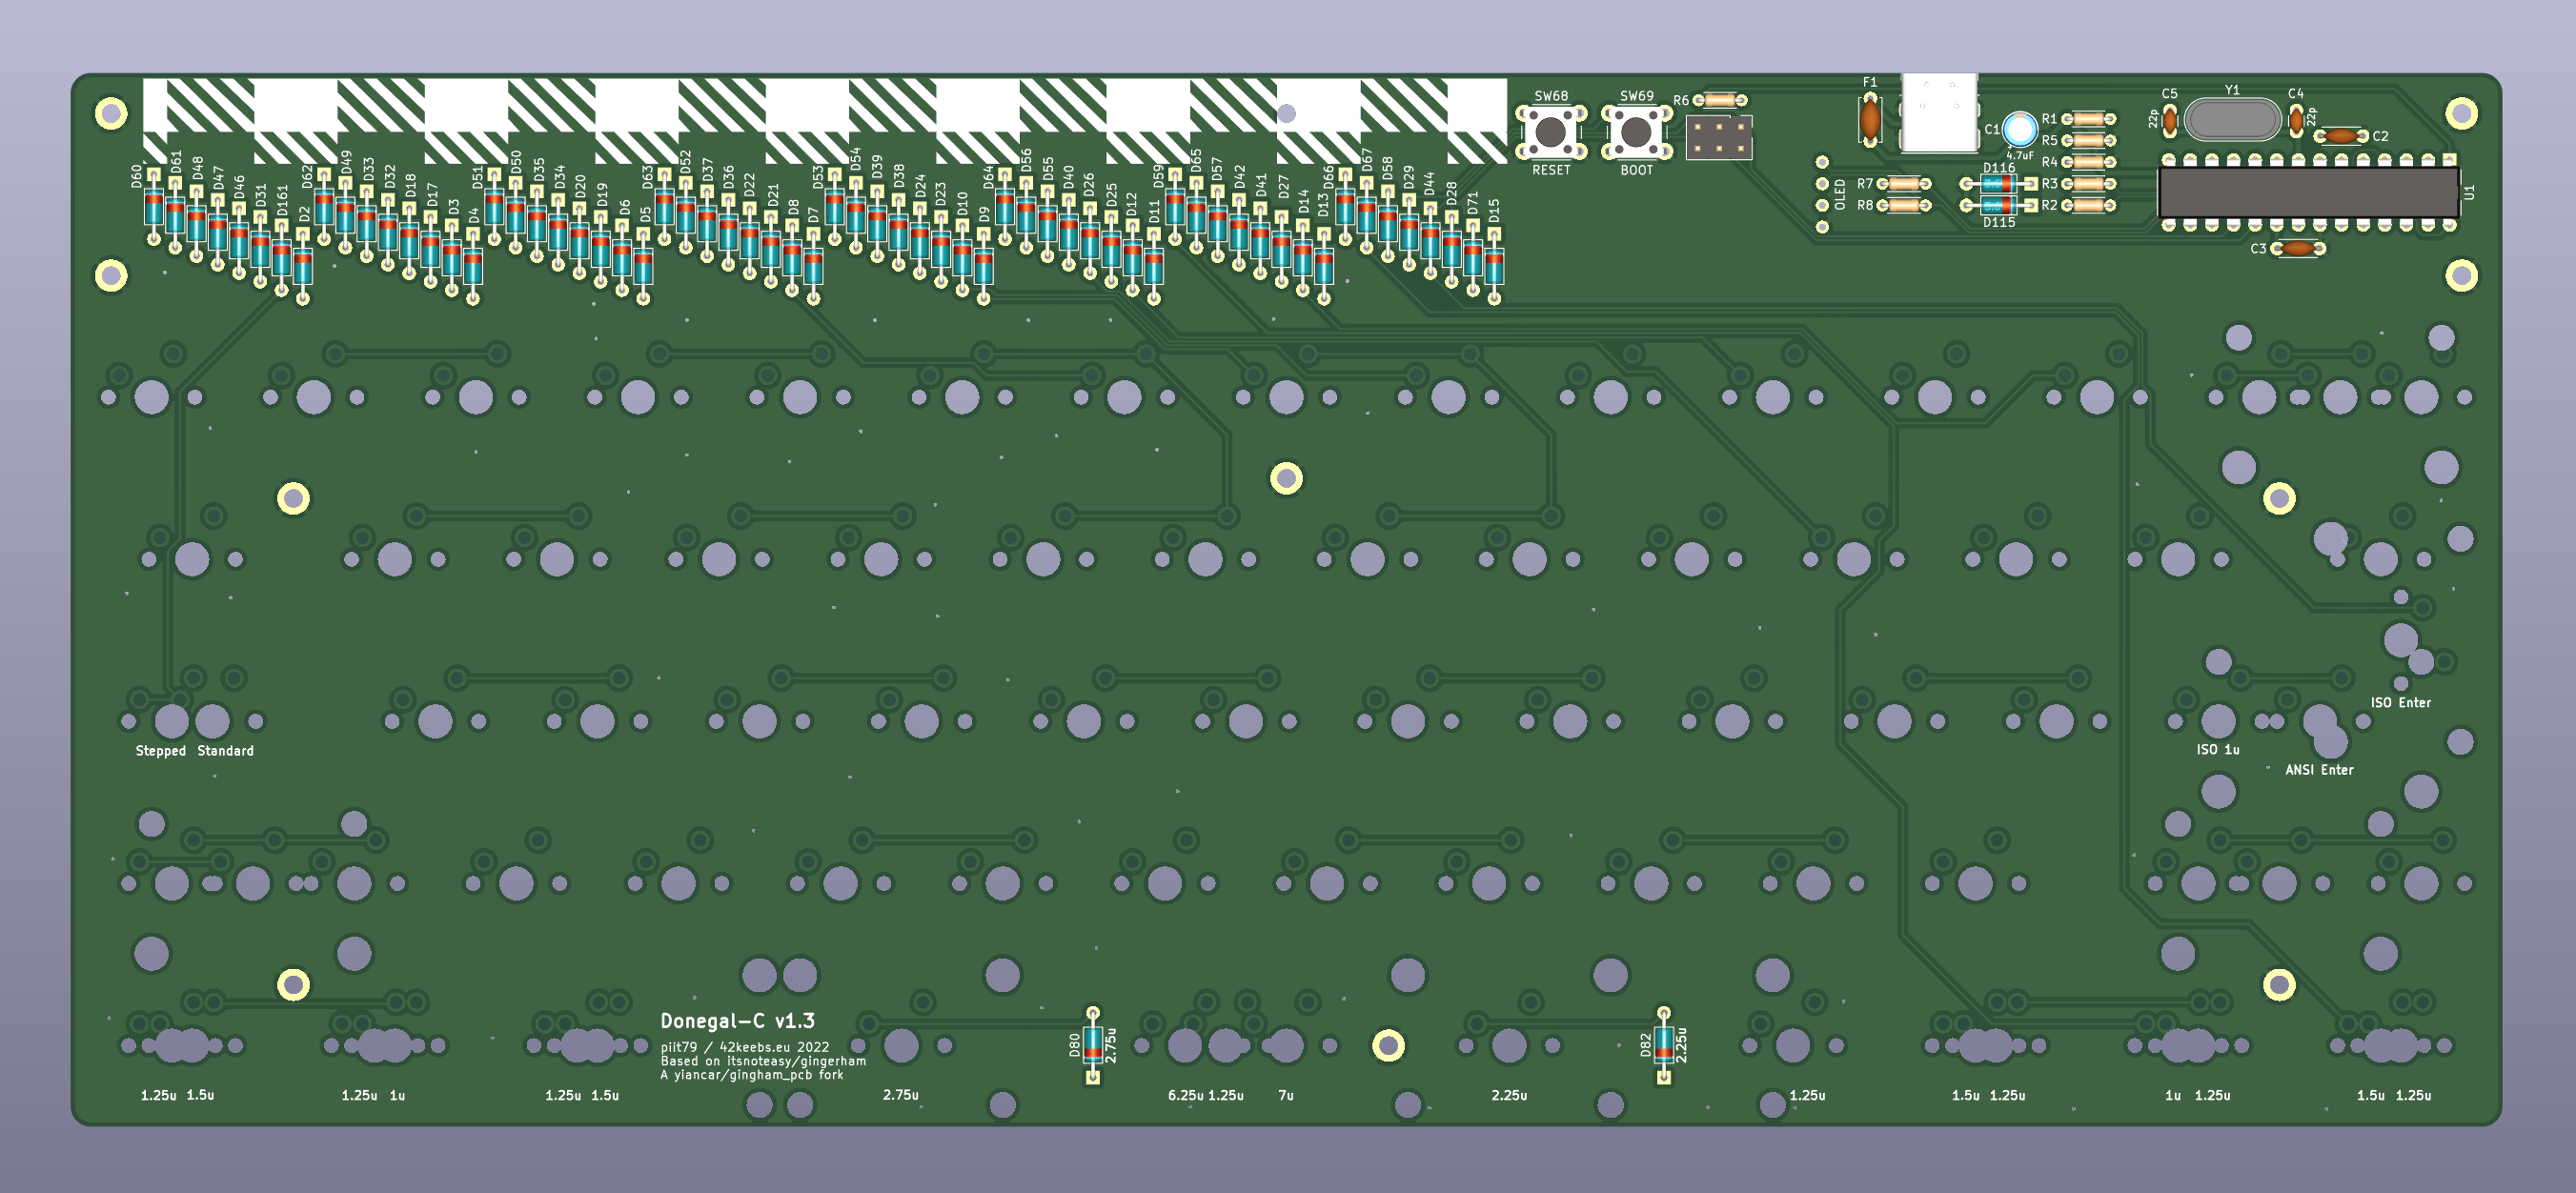 D60
D61
D48
D47
D46
D31
D161
D2
D62
D49
D33
D32
D18
D17
D3
D4
D51
D50
D35
D34
D20
D19
D6
D5
D63
D52
D37
D36
D22
D21
D8
D7
D53
D54
D39
D38
D24
D23
D10
D9
D64
D56
D55
D40
D26
D25
D12
D11
D59
D65
D57
D42
D41
D27
D14
D13
D66
D67
D58
D29
D44
D28
D71
D15
SW68
RESET
SW69
BOOT
R6
F1
OLED
R7
R8
C1
4.7uF
D116
5.6
D115
5.6
R1
R5
R4
R3
R2
C5
22p
Y1
C4
22p
C2
U1
C3
ISO Enter
Stepped Standard
ISO 1u
ANSI Enter
Donegal-C v1.3
piit79 / 42keebs.eu 2022
Based on itsnoteasy/gingerham
A yiancar/gingham_pcb fork
D80
2.75u
D82
2.25u
1.25u 1.5u
1.25u 1u
1.25u 1.5u
2.75u
6.25u 1.25u 7u
2.25u
1.25u
1.5u 1.25u
1u 1.25u
1.5u 1.25u